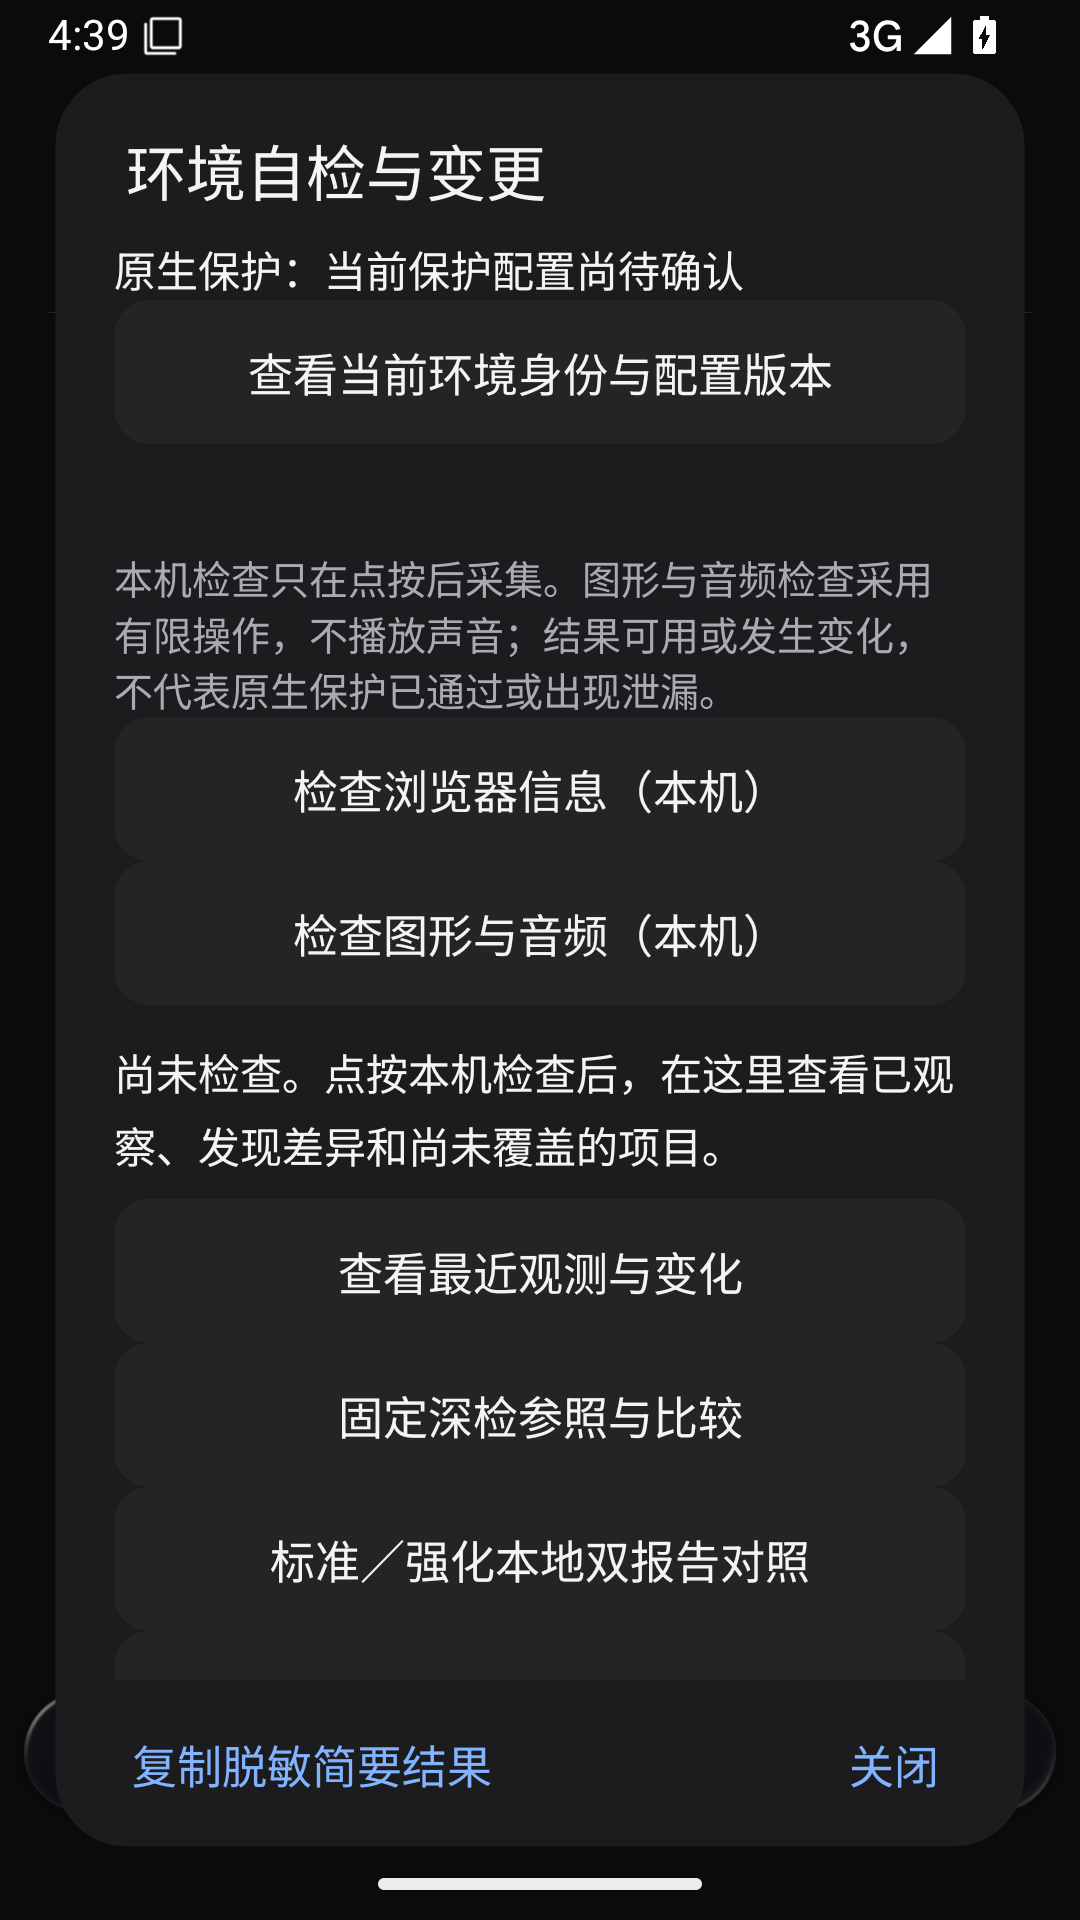 4:39
3G
环境自检与变更
原生保护：当前保护配置尚待确认
查看当前环境身份与配置版本
本机检查只在点按后采集。图形与音频检查采用
有限操作，不播放声音；结果可用或发生变化，
不代表原生保护已通过或出现泄漏。
检查浏览器信息（本机）
检查图形与音频（本机）
尚未检查。点按本机检查后，在这里查看已观
察、发现差异和尚未覆盖的项目。
查看最近观测与变化
固定深检参照与比较
标准／强化本地双报告对照
复制脱敏简要结果
关闭